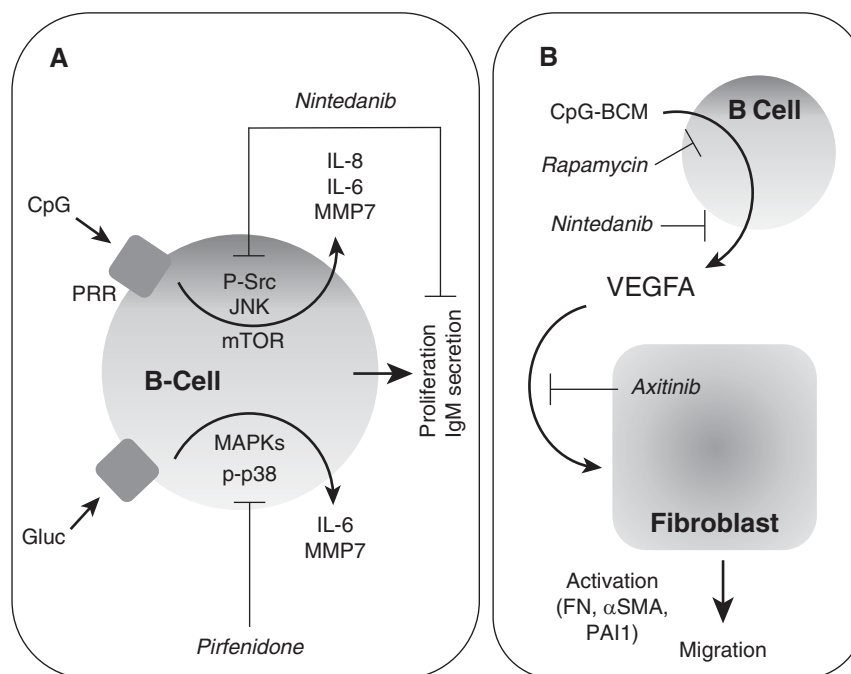 A
Nintedanib
IL-8
IL-6
MMP7
CpG
PRR
P-Src
JNK
mTOR
B-Cell
Proliferation
IgM secretion
MAPKs
p-p38
Gluc
IL-6
MMP7
Pirfenidone
B
CpG-BCM
B Cell
Rapamycin
Nintedanib
VEGFA
Axitinib
Fibroblast
Activation
(FN, αSMA,
PAI1)
Migration